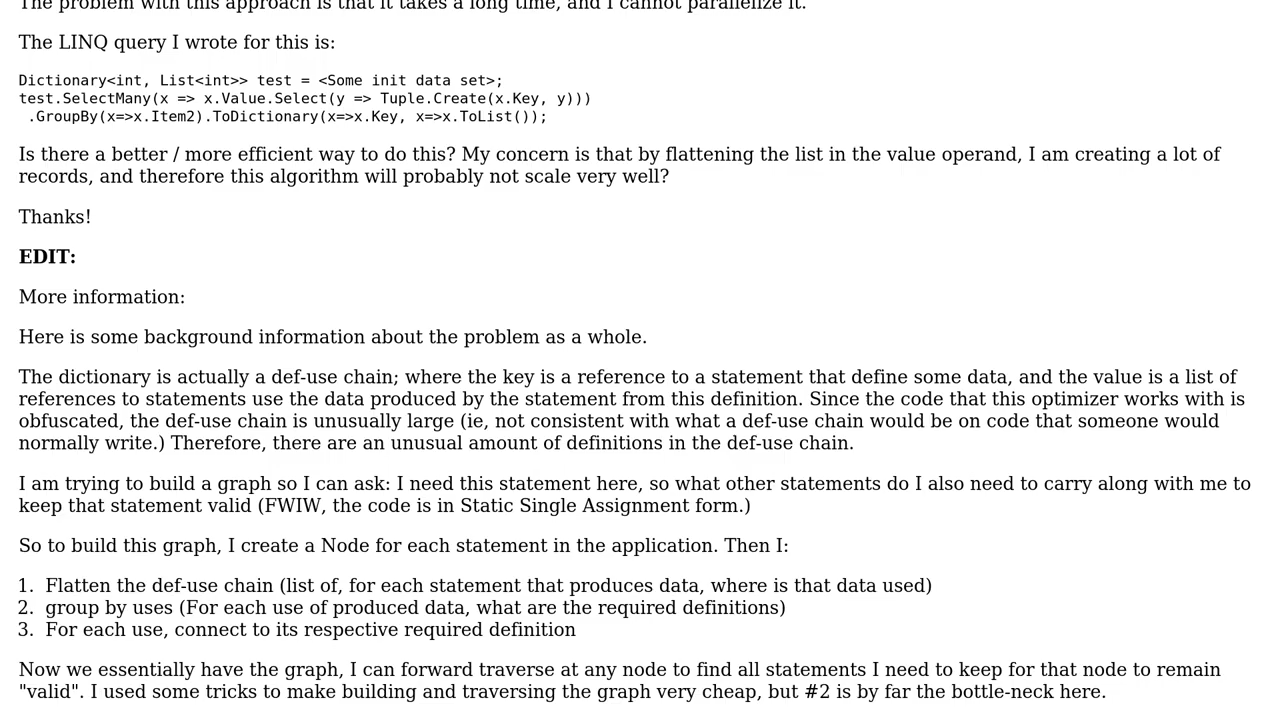 The problem with this approach is that it takes a long time, and I cannot parallelize it.
The LINQ query I wrote for this is:
Dictionary<int, List<int>> test = <Some init data set>;
test.SelectMany(x => x.Value.Select(y => Tuple.Create(x.Key, y)))
 .GroupBy(x=>x.Item2).ToDictionary(x=>x.Key, x=>x.ToList());
Is there a better / more efficient way to do this? My concern is that by flattening the list in the value operand, I am creating a lot of
records, and therefore this algorithm will probably not scale very well?
Thanks!
EDIT:
More information:
Here is some background information about the problem as a whole.
The dictionary is actually a def-use chain; where the key is a reference to a statement that define some data, and the value is a list of
references to statements use the data produced by the statement from this definition. Since the code that this optimizer works with is
obfuscated, the def-use chain is unusually large (ie, not consistent with what a def-use chain would be on code that someone would
normally write.) Therefore, there are an unusual amount of definitions in the def-use chain.
I am trying to build a graph so I can ask: I need this statement here, so what other statements do I also need to carry along with me to
keep that statement valid (FWIW, the code is in Static Single Assignment form.)
So to build this graph, I create a Node for each statement in the application. Then I:
1. Flatten the def-use chain (list of, for each statement that produces data, where is that data used)
2. group by uses (For each use of produced data, what are the required definitions)
3. For each use, connect to its respective required definition
Now we essentially have the graph, I can forward traverse at any node to find all statements I need to keep for that node to remain
"valid". I used some tricks to make building and traversing the graph very cheap, but #2 is by far the bottle-neck here.